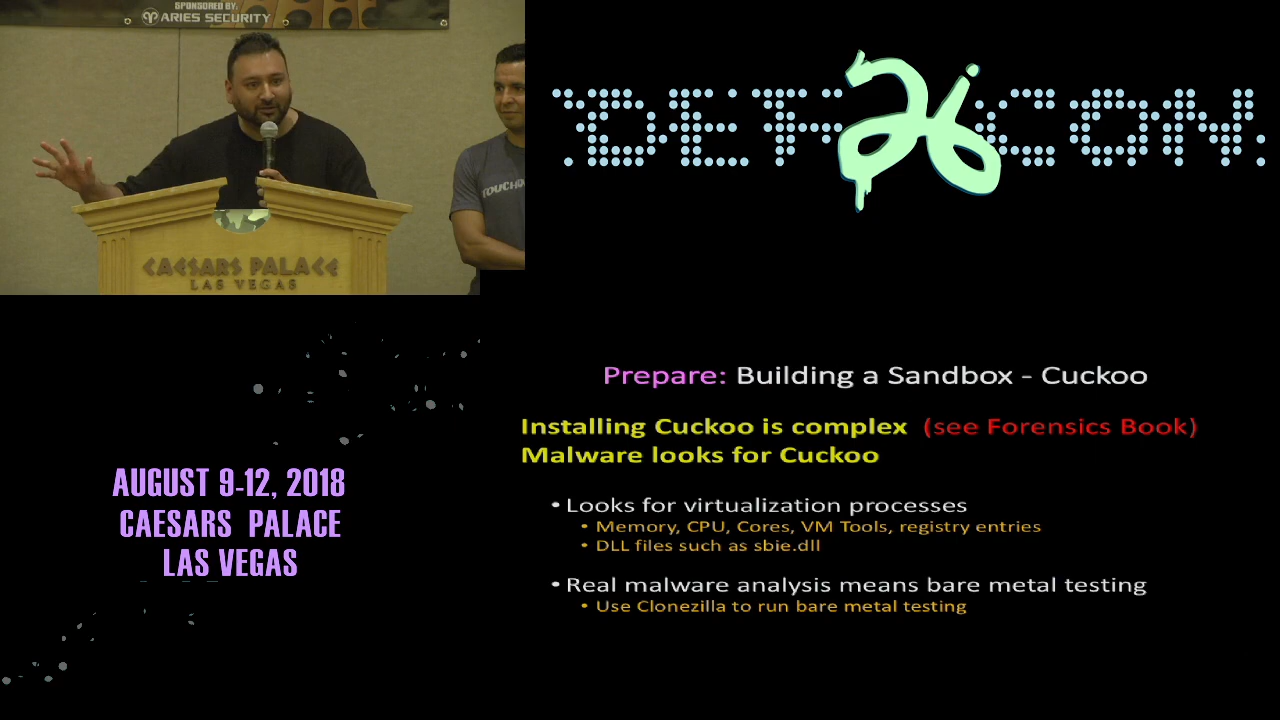 SPONSORED BY:
ARIES SECURITY
TOUCHD
CAESARS PALACE
LAS VEGAS
DEF 26 CON
AUGUST 9-12, 2018
CAESARS PALACE
LAS VEGAS
Prepare: Building a Sandbox - Cuckoo
Installing Cuckoo is complex (see Forensics Book)
Malware looks for Cuckoo
• Looks for virtualization processes
• Memory, CPU, Cores, VM Tools, registry entries
• DLL files such as sbie.dll
• Real malware analysis means bare metal testing
• Use Clonezilla to run bare metal testing